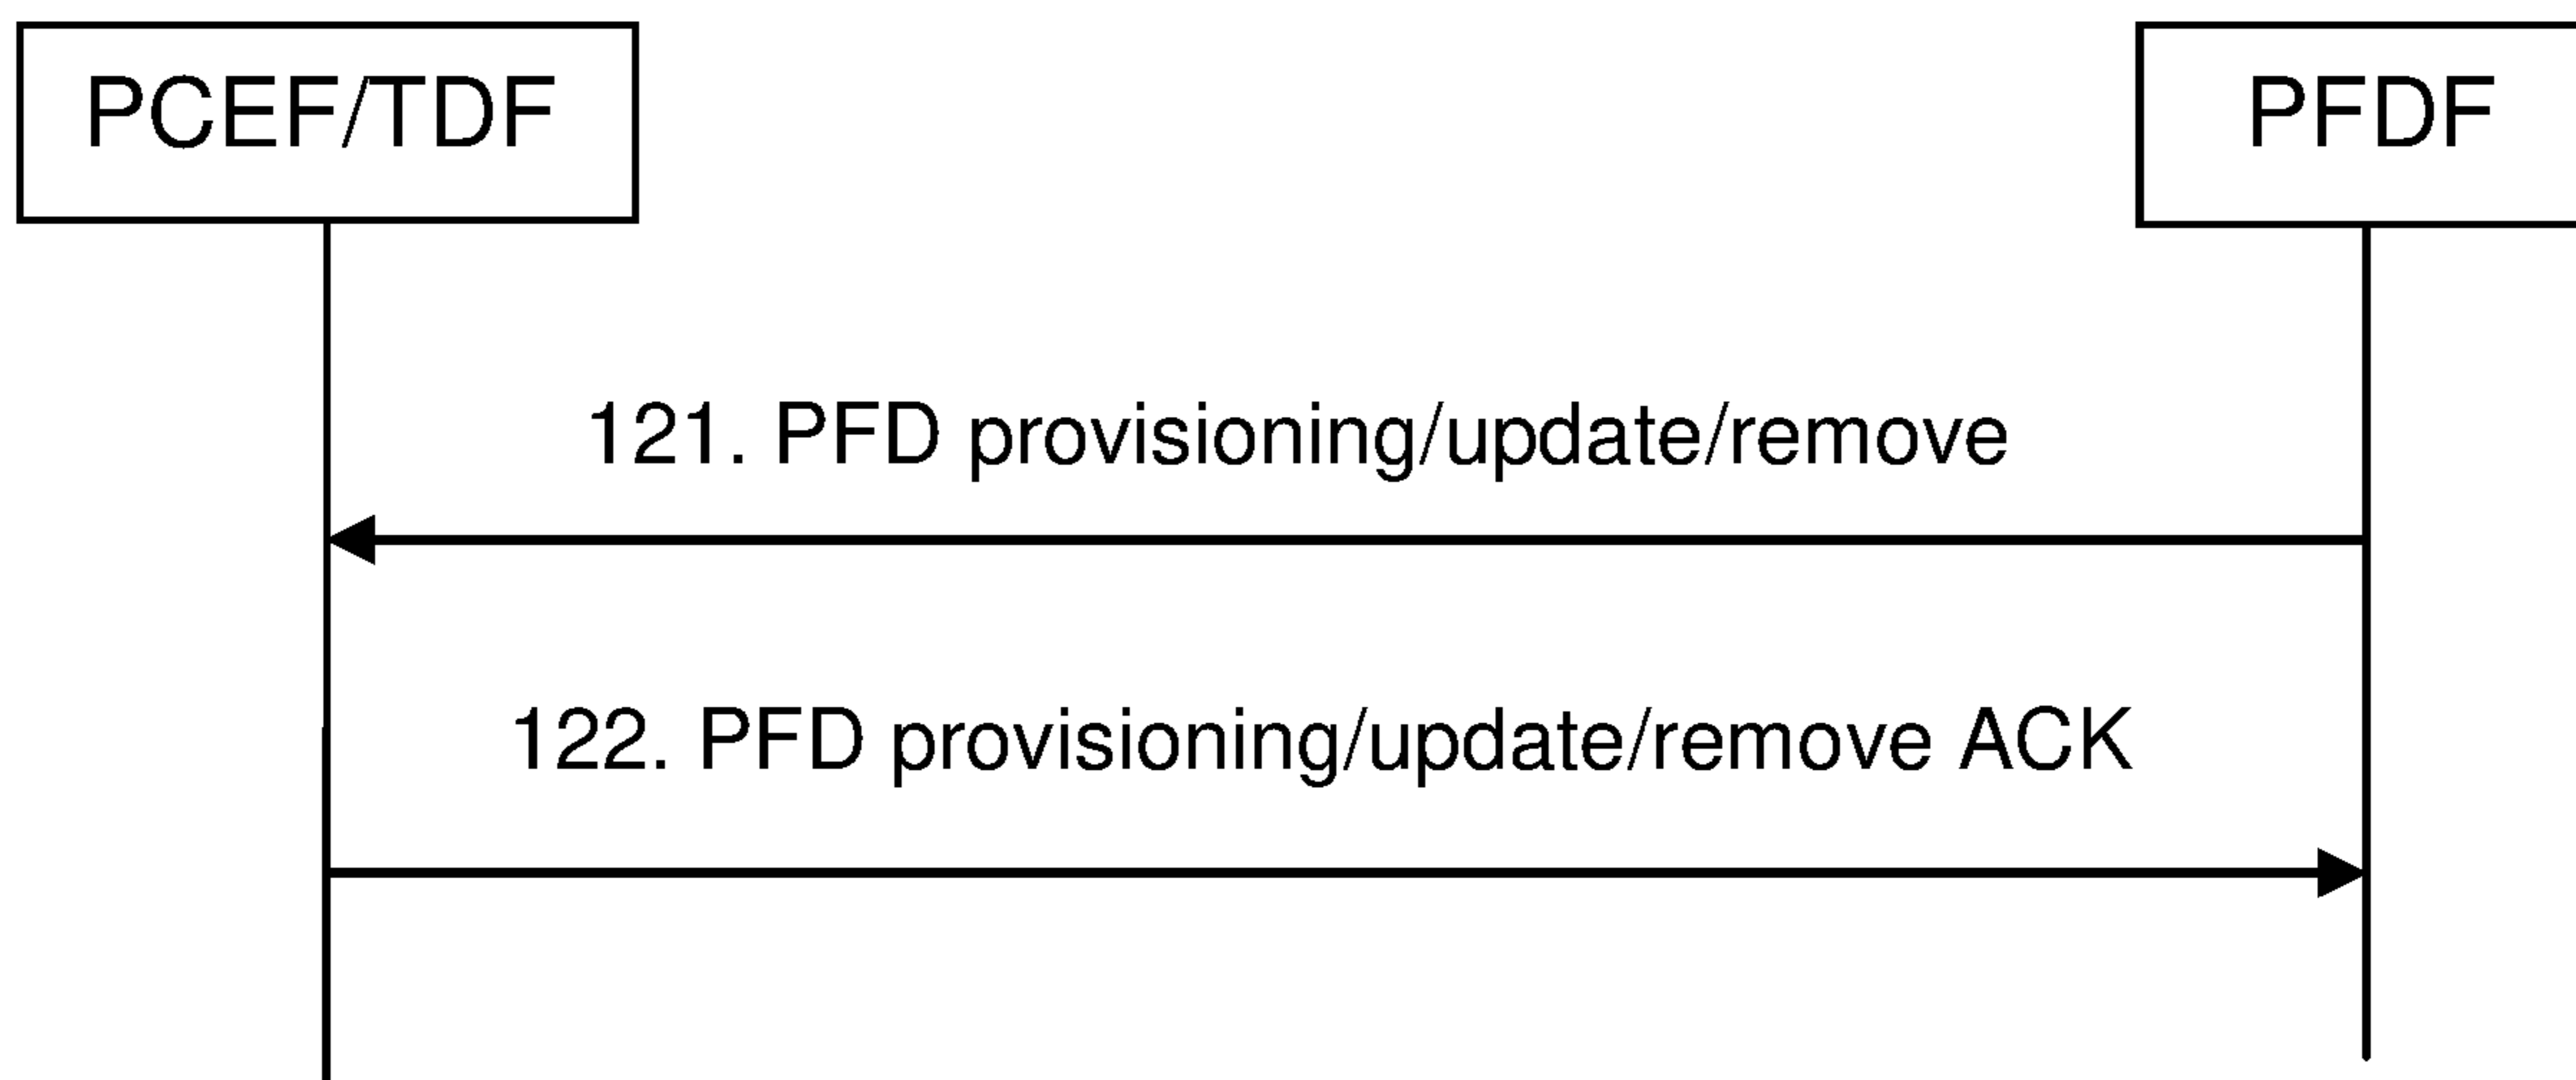 PCEF/TDF
PFDF
121. PFD provisioning/update/remove
122. PFD provisioning/update/remove ACK